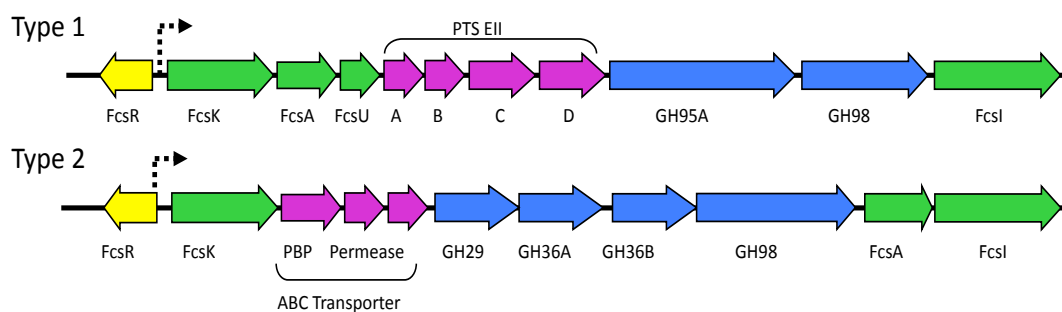 Type 1
PTS EII
FcsR FcsK FcsA FcsU A B C D GH95A GH98 FcsI
Type 2
FcsR FcsK PBP Permease GH29 GH36A GH36B GH98 FcsA FcsI
ABC Transporter